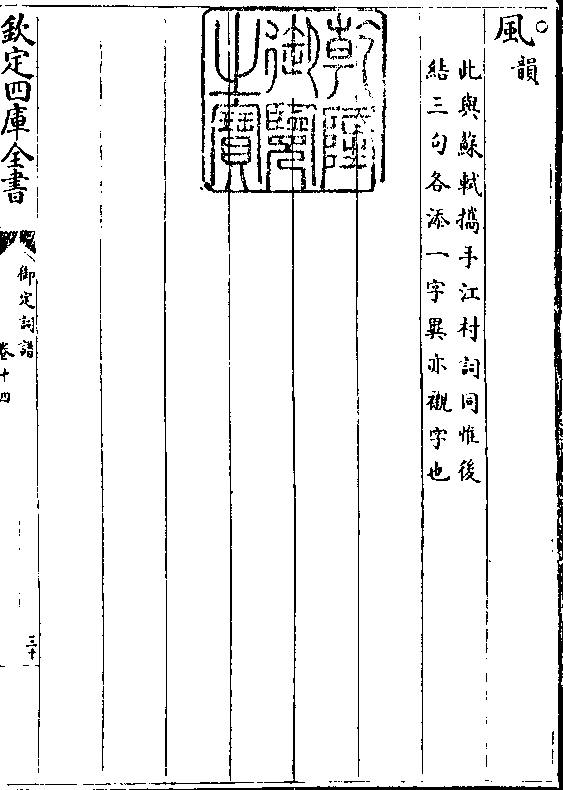 風韻
此與蘇軾擕手江村詞同惟後
結三句各添一字異亦襯字也
乾隆御覽之寶
欽定四庫全書
御定詞譜
卷十四
三十